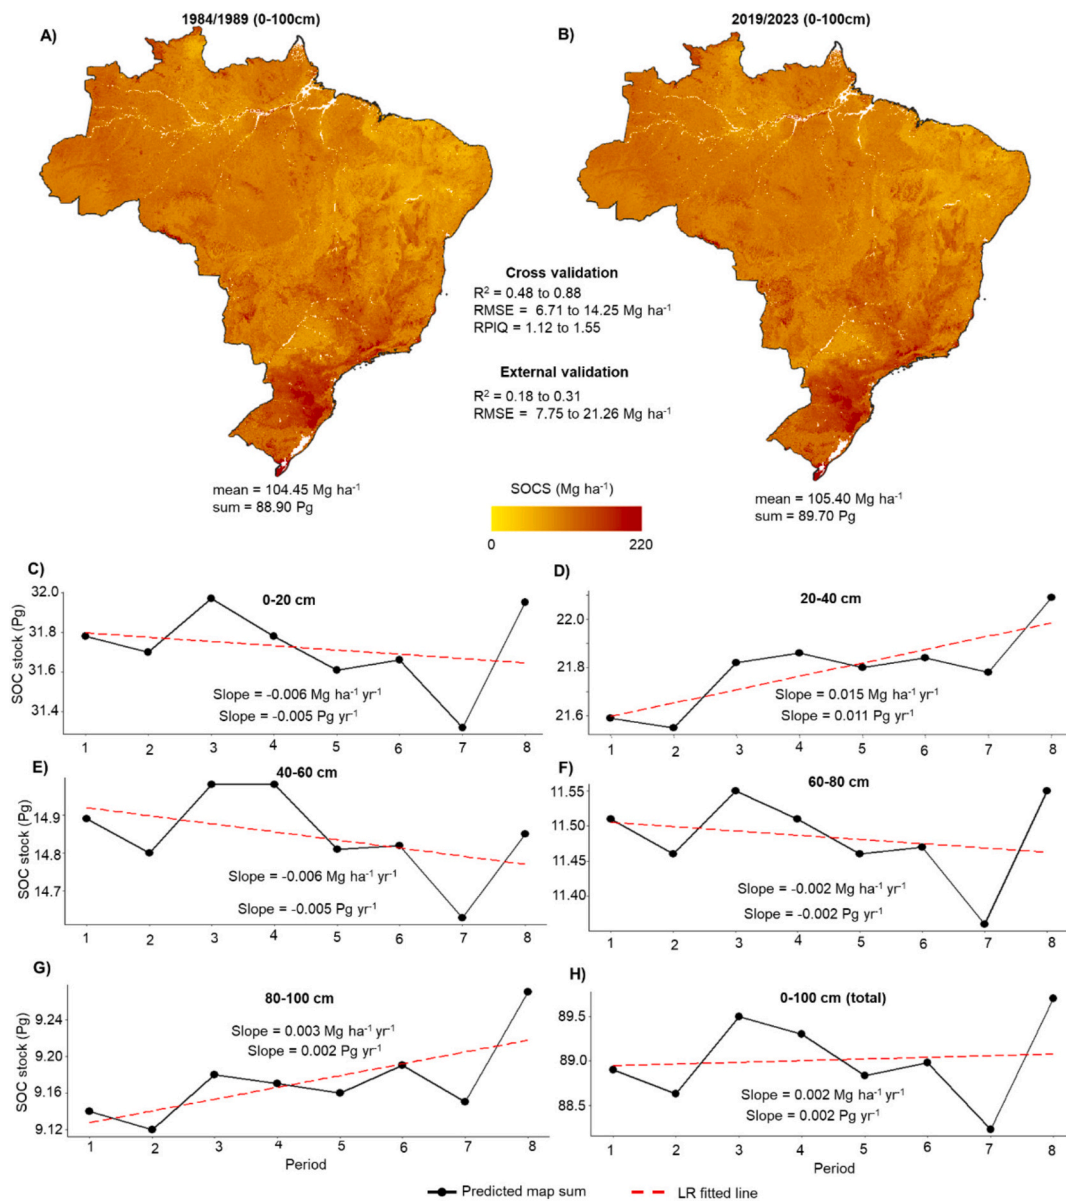 1984/1989 (0-100cm)
2019/2023 (0-100cm)
A)
B)
Cross validation
R² = 0.48 to 0.88
RMSE = 6.71 to 14.25 Mg ha⁻¹
RPIQ = 1.12 to 1.55
External validation
R² = 0.18 to 0.31
RMSE = 7.75 to 21.26 Mg ha⁻¹
mean = 104.45 Mg ha⁻¹
sum = 88.90 Pg
SOCS (Mg ha⁻¹)
0
220
mean = 105.40 Mg ha⁻¹
sum = 89.70 Pg
C)
0-20 cm
SOC stock (Pg)
32.0
31.8
31.6
31.4
Slope = -0.006 Mg ha⁻¹ yr⁻¹
Slope = -0.005 Pg yr⁻¹
1 2 3 4 5 6 7 8
D)
20-40 cm
22.0
21.8
21.6
Slope = 0.015 Mg ha⁻¹ yr⁻¹
Slope = 0.011 Pg yr⁻¹
1 2 3 4 5 6 7 8
E)
40-60 cm
SOC stock (Pg)
14.9
14.8
14.7
Slope = -0.006 Mg ha⁻¹ yr⁻¹
Slope = -0.005 Pg yr⁻¹
1 2 3 4 5 6 7 8
F)
60-80 cm
11.55
11.50
11.45
11.40
Slope = -0.002 Mg ha⁻¹ yr⁻¹
Slope = -0.002 Pg yr⁻¹
1 2 3 4 5 6 7 8
G)
80-100 cm
SOC stock (Pg)
9.24
9.20
9.16
9.12
Slope = 0.003 Mg ha⁻¹ yr⁻¹
Slope = 0.002 Pg yr⁻¹
1 2 3 4 5 6 7 8
Period
H)
0-100 cm (total)
89.5
89.0
88.5
Slope = 0.002 Mg ha⁻¹ yr⁻¹
Slope = 0.002 Pg yr⁻¹
1 2 3 4 5 6 7 8
Period
Predicted map sum
LR fitted line